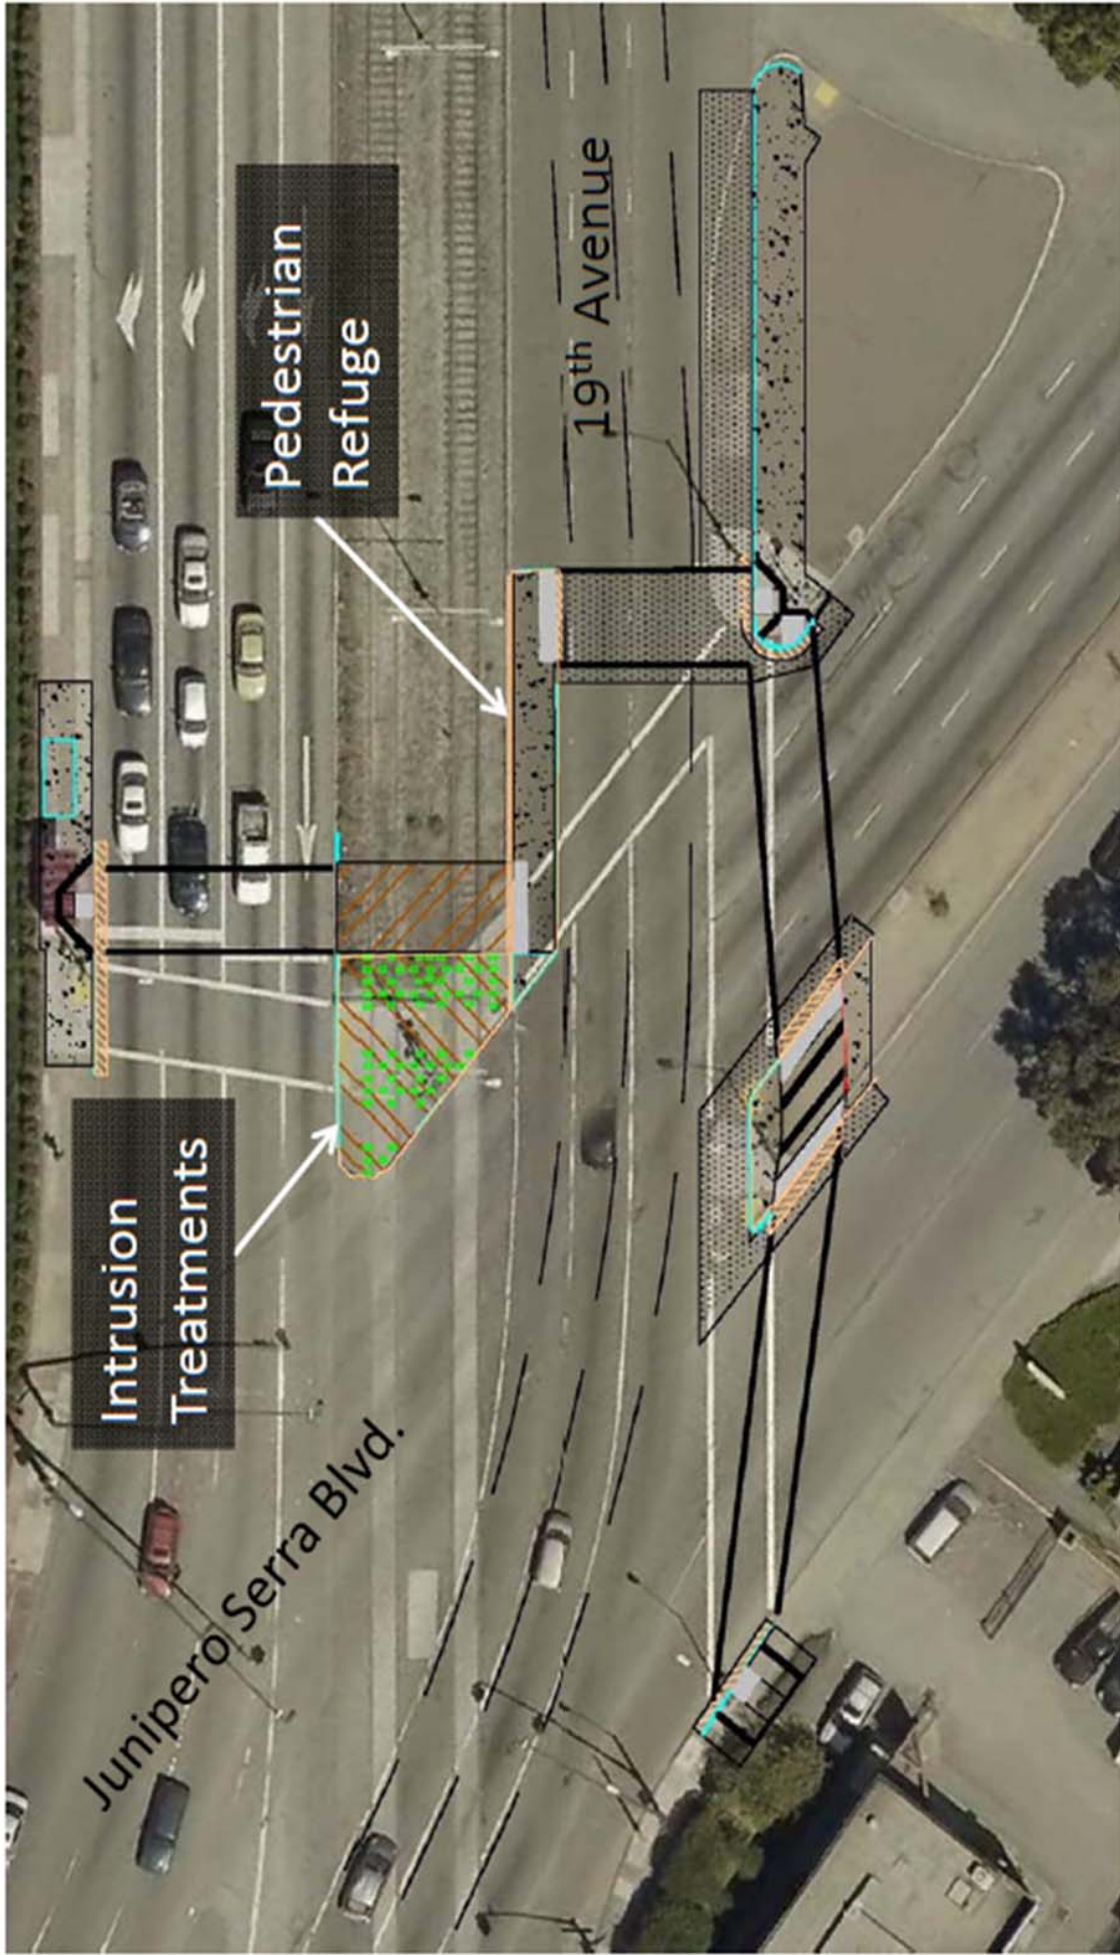 Intrusion
Treatments
Pedestrian
Refuge
19th Avenue
Junipero Serra Blvd.